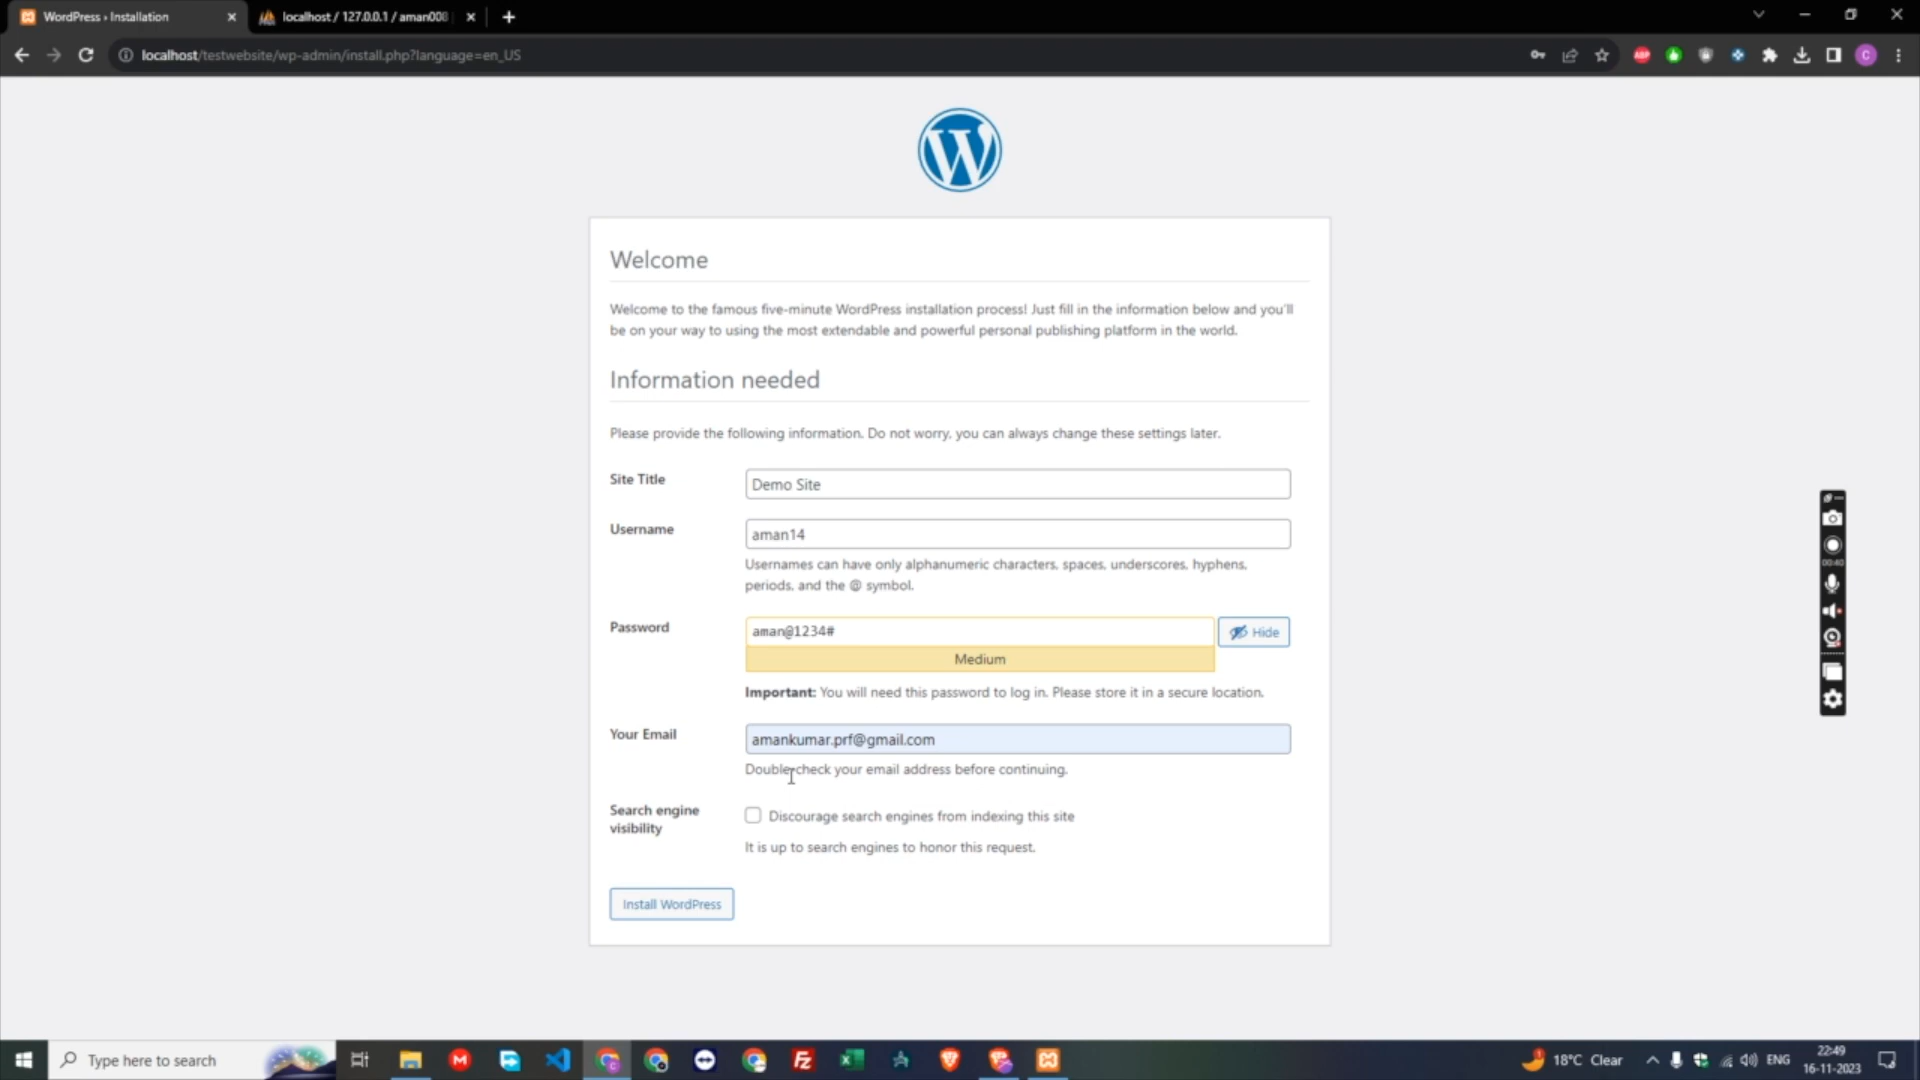 WordPress › Installation
localhost / 127.0.0.1 / aman008
localhost/testwebsite/wp-admin/install.php?language=en_US
ABP
C
W
Welcome
Welcome to the famous five-minute WordPress installation process! Just fill in the information below and you'll
be on your way to using the most extendable and powerful personal publishing platform in the world.
Information needed
Please provide the following information. Do not worry, you can always change these settings later.
Site Title
Demo Site
Username
aman14
Usernames can have only alphanumeric characters, spaces, underscores, hyphens,
periods, and the @ symbol.
Password
aman@1234#
Hide
Medium
Important: You will need this password to log in. Please store it in a secure location.
Your Email
amankumar.prf@gmail.com
Double-check your email address before continuing.
Search engine
visibility
Discourage search engines from indexing this site
It is up to search engines to honor this request.
Install WordPress
00:40
Type here to search
18°C Clear
ENG
22:49
16-11-2023